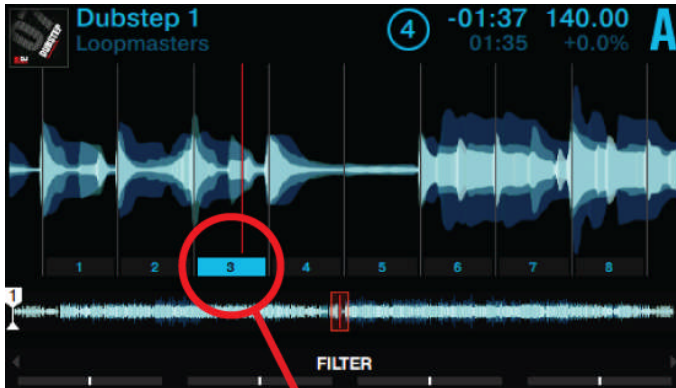 Dubstep 1
Loopmasters
DUBSTEP
4
-01:37 140.00
01:35 +0.0%
A
1 2 3 4 5 6 7 8
1
FILTER